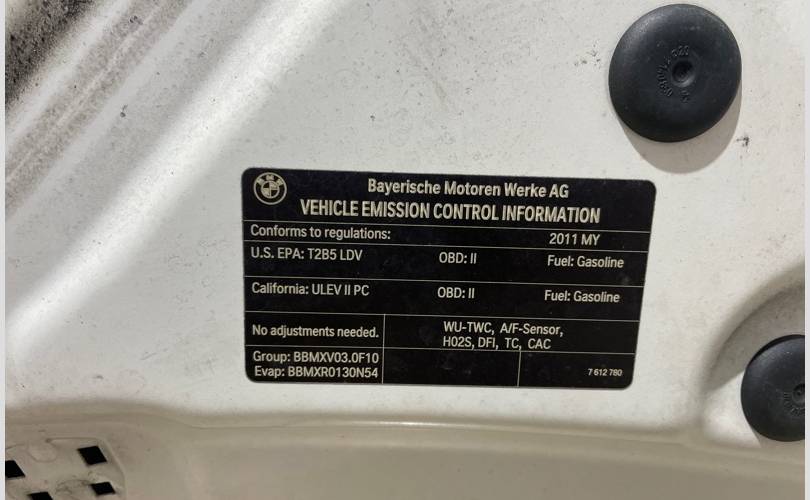 Bayerische Motoren Werke AG
VEHICLE EMISSION CONTROL INFORMATION
Conforms to regulations: 2011 MY
U.S. EPA: T2B5 LDV OBD: II Fuel: Gasoline
California: ULEV II PC OBD: II Fuel: Gasoline
No adjustments needed. WU-TWC, A/F-Sensor,
HO2S, DFI, TC, CAC
Group: BBMXV03.0F10
Evap: BBMXR0130N54 7 612 780